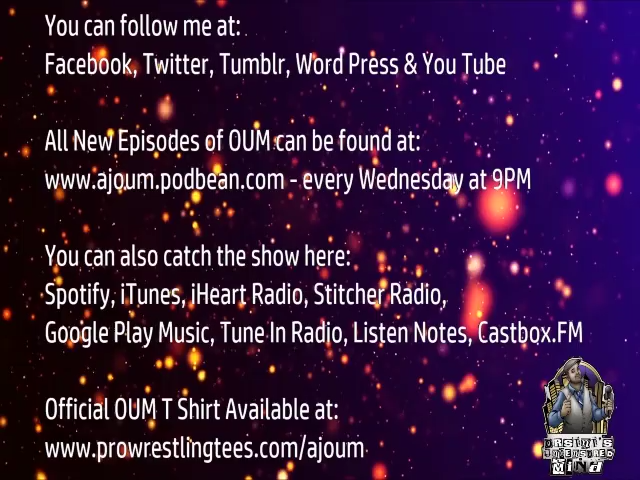 You can follow me at:
Facebook, Twitter, Tumblr, Word Press & You Tube
All New Episodes of OUM can be found at:
www.ajoum.podbean.com - every Wednesday at 9PM
You can also catch the show here:
Spotify, iTunes, iHeart Radio, Stitcher Radio,
Google Play Music, Tune In Radio, Listen Notes, Castbox.FM
Official OUM T Shirt Available at:
www.prowrestlingtees.com/ajoum
MiNd